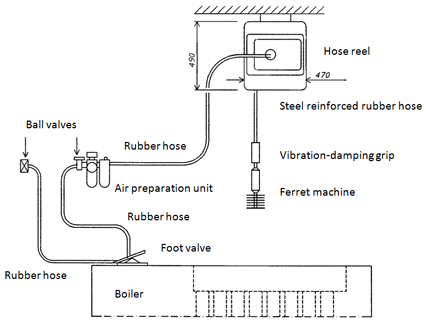 490
Hose reel
470
Steel reinforced rubber hose
Ball valves
Rubber hose
Vibration-damping grip
Air preparation unit
Ferret machine
Rubber hose
Foot valve
Rubber hose
Boiler